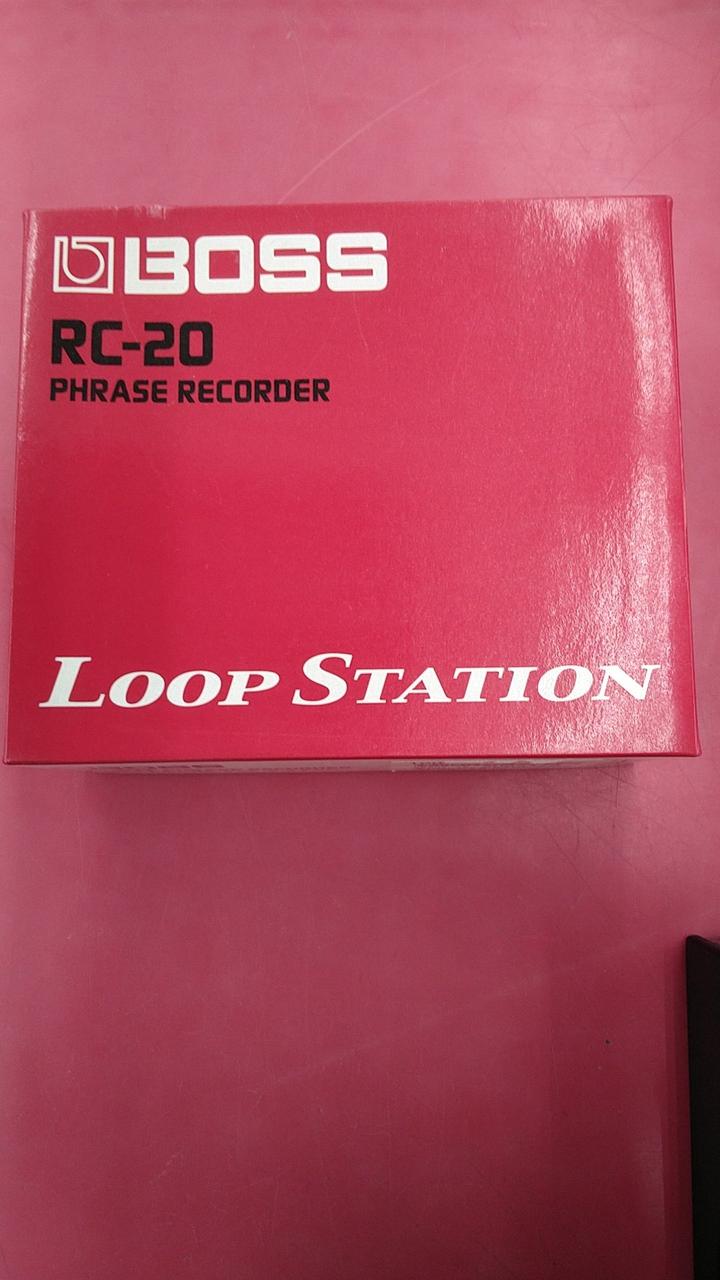 BOSS
RC-20
PHRASE RECORDER
LOOP STATION